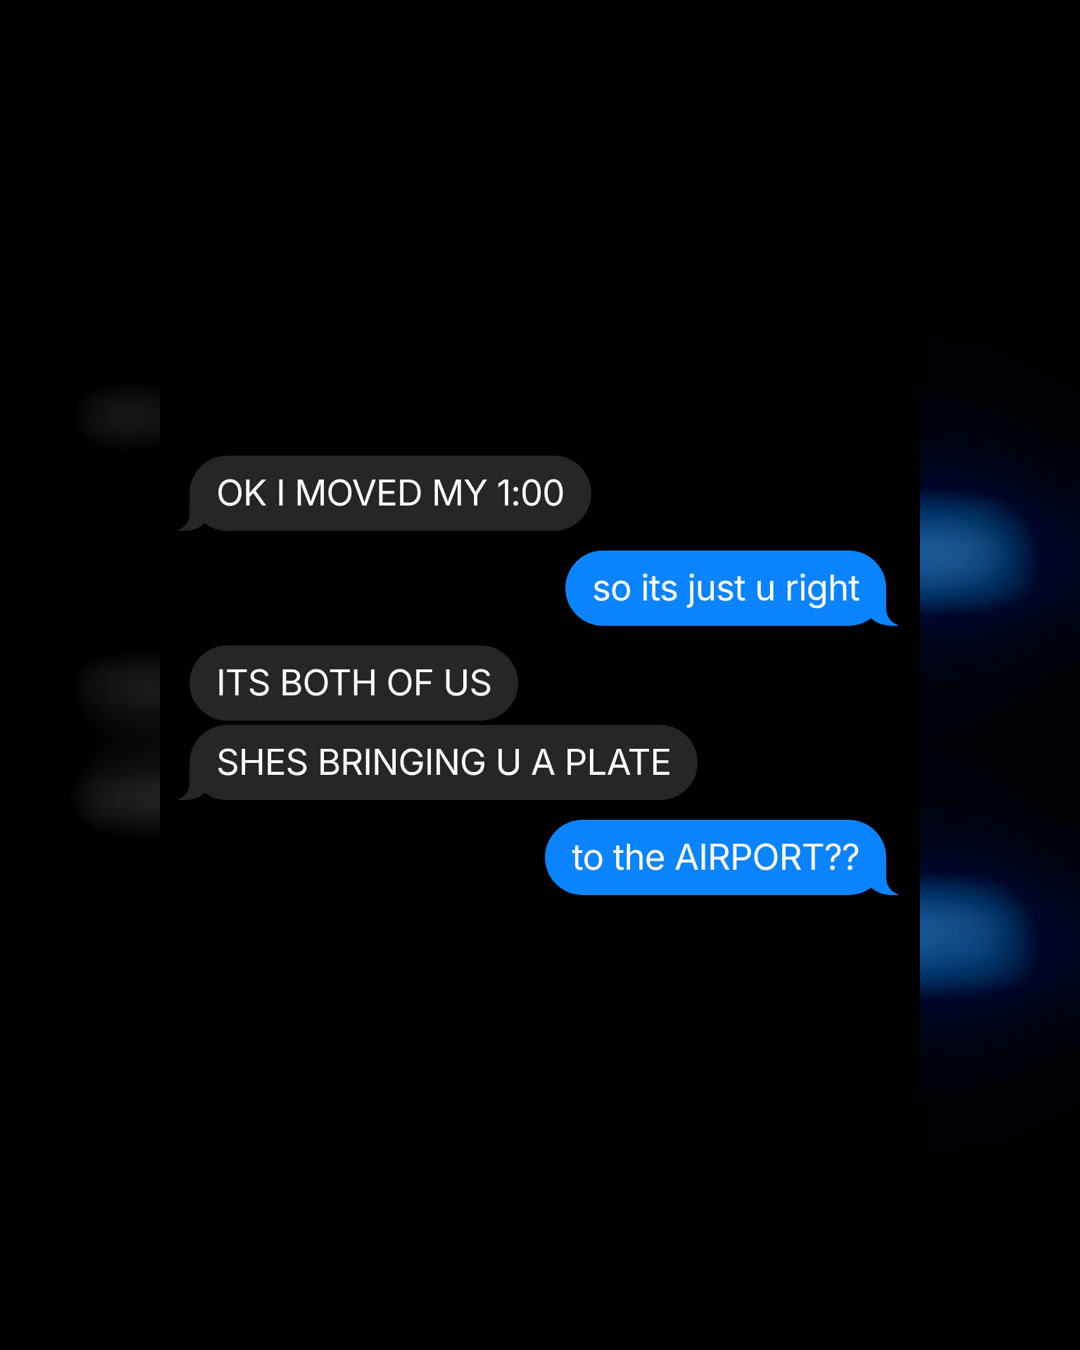 OK I MOVED MY 1:00
so its just u right
ITS BOTH OF US
SHES BRINGING U A PLATE
to the AIRPORT??